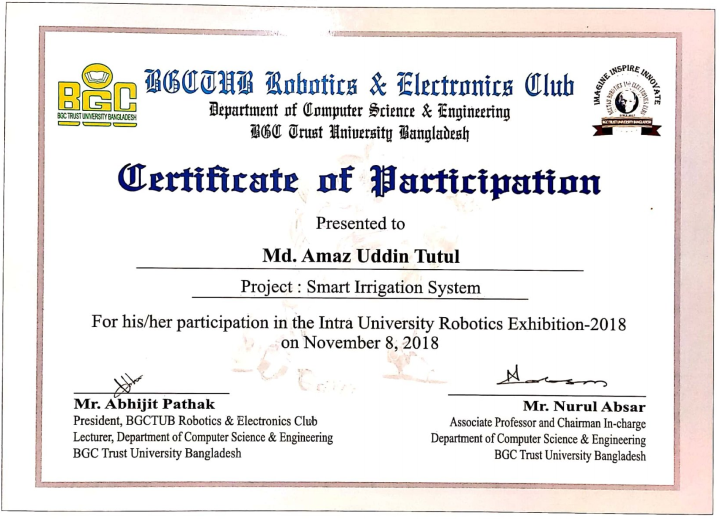 BGC
BGC TRUST UNIVERSITY BANGLADESH
BGCTUB Robotics & Electronics Club
Department of Computer Science & Engineering
BGC Trust University Bangladesh
IMAGINE INSPIRE INNOVATE
BGC TRUST UNIVERSITY BANGLADESH
Certificate of Participation
Presented to
Md. Amaz Uddin Tutul
Project : Smart Irrigation System
For his/her participation in the Intra University Robotics Exhibition-2018
on November 8, 2018
Mr. Abhijit Pathak
President, BGCTUB Robotics & Electronics Club
Lecturer, Department of Computer Science & Engineering
BGC Trust University Bangladesh
Mr. Nurul Absar
Associate Professor and Chairman In-charge
Department of Computer Science & Engineering
BGC Trust University Bangladesh